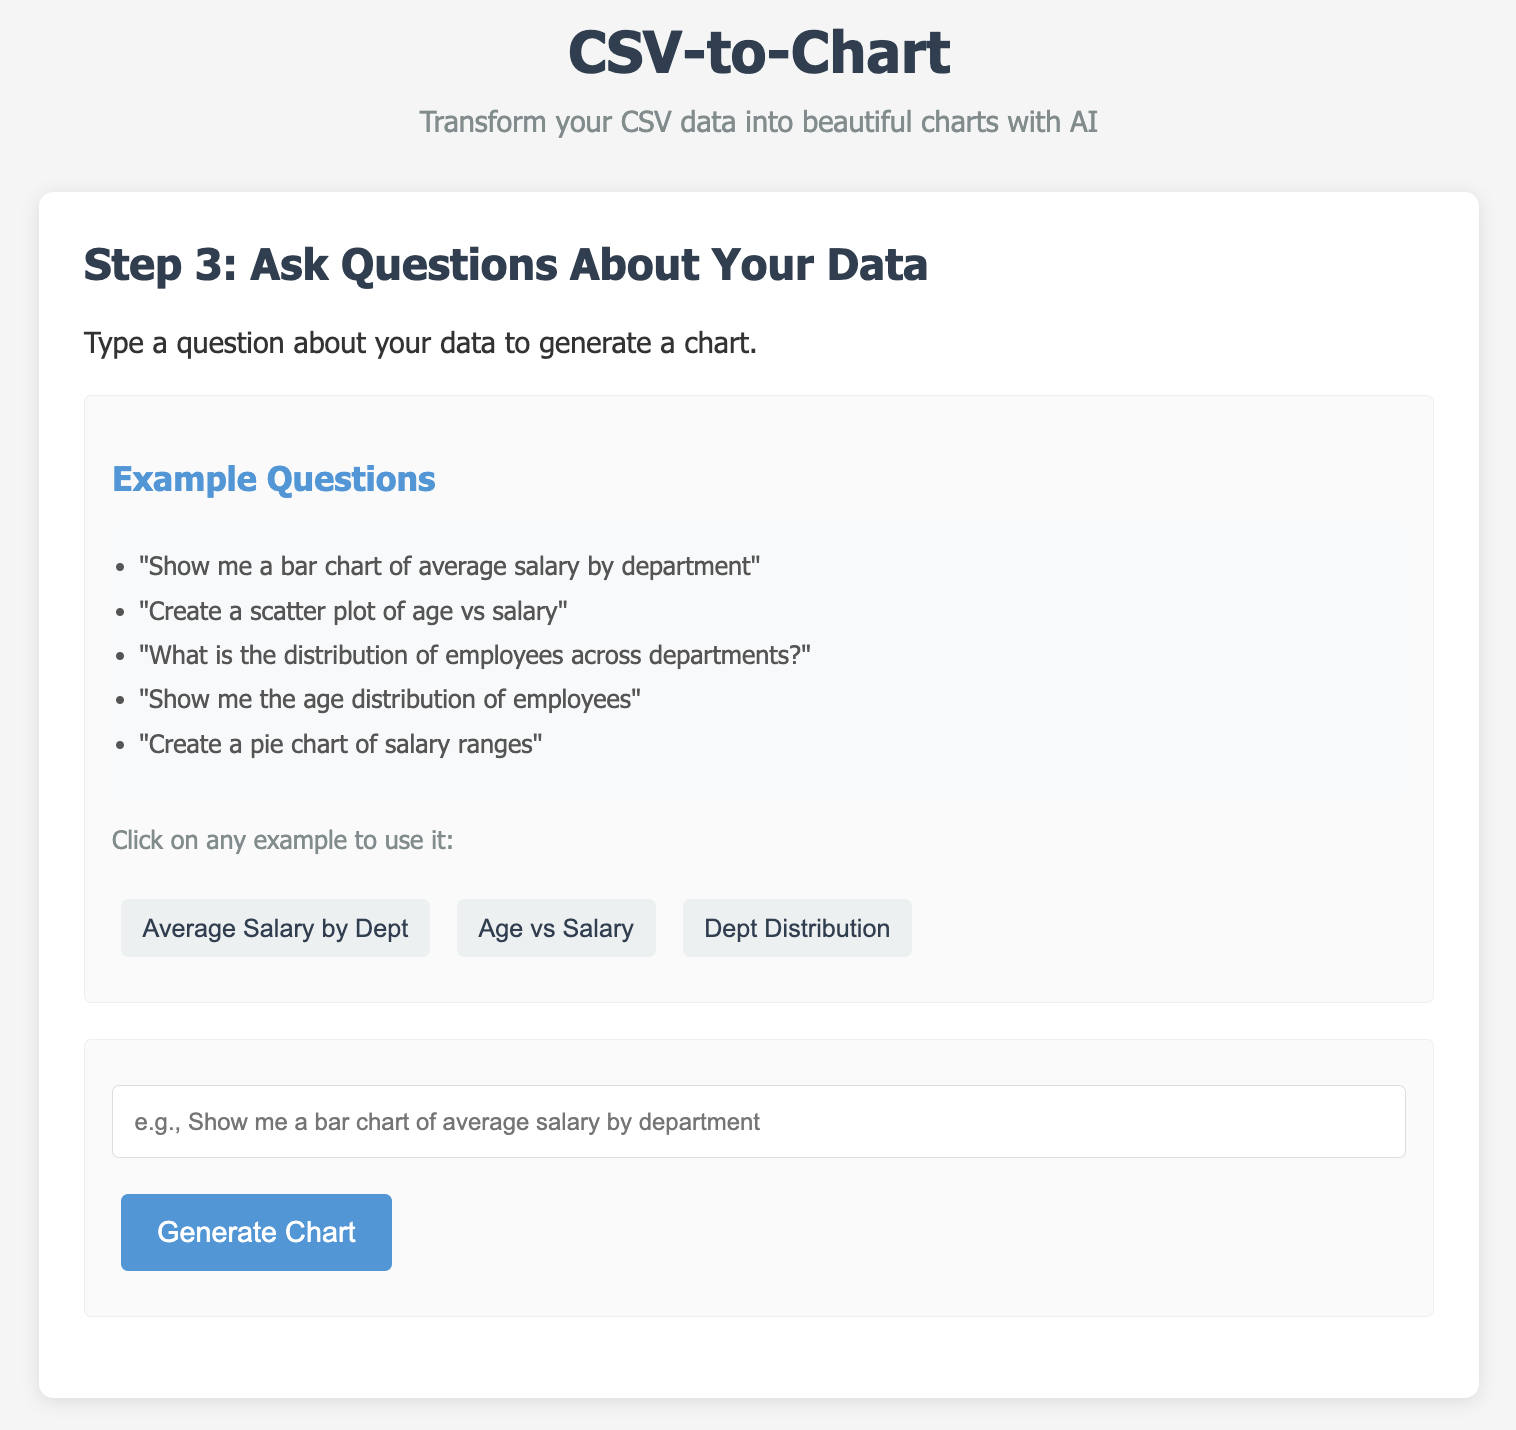 CSV-to-Chart
Transform your CSV data into beautiful charts with AI
Step 3: Ask Questions About Your Data
Type a question about your data to generate a chart.
Example Questions
• "Show me a bar chart of average salary by department"
• "Create a scatter plot of age vs salary"
• "What is the distribution of employees across departments?"
• "Show me the age distribution of employees"
• "Create a pie chart of salary ranges"
Click on any example to use it:
Average Salary by Dept Age vs Salary Dept Distribution
e.g., Show me a bar chart of average salary by department
Generate Chart